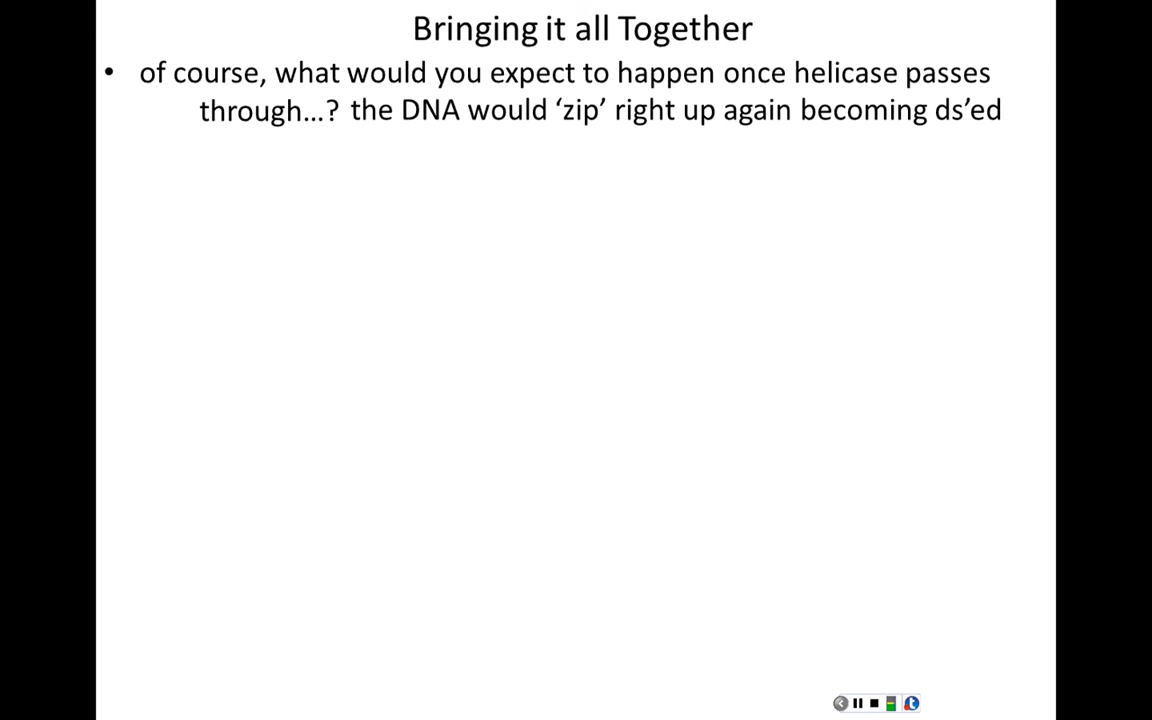 Bringing it all Together
• of course, what would you expect to happen once helicase passes
through...? the DNA would ‘zip’ right up again becoming ds’ed